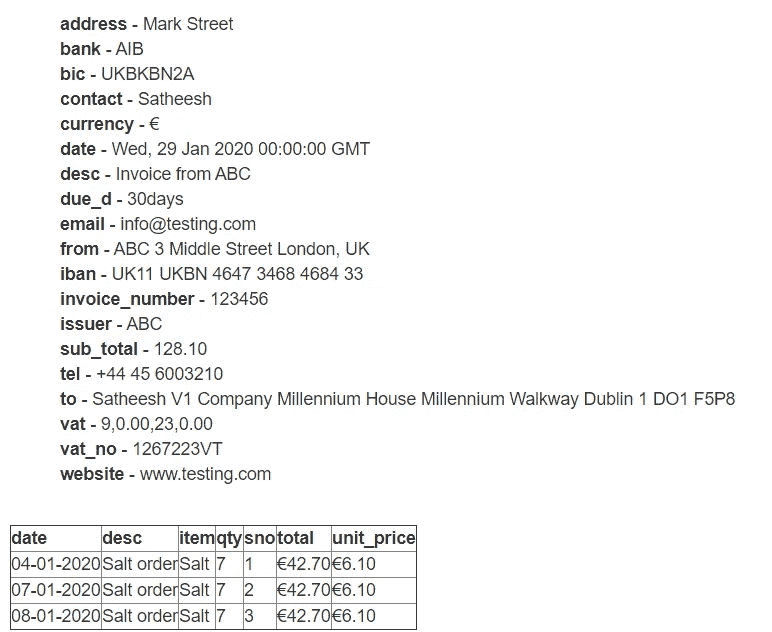 address - Mark Street
bank - AIB
bic - UKBKBN2A
contact - Satheesh
currency - €
date - Wed, 29 Jan 2020 00:00:00 GMT
desc - Invoice from ABC
due_d - 30days
email - info@testing.com
from - ABC 3 Middle Street London, UK
iban - UK11 UKBN 4647 3468 4684 33
invoice_number - 123456
issuer - ABC
sub_total - 128.10
tel - +44 45 6003210
to - Satheesh V1 Company Millennium House Millennium Walkway Dublin 1 DO1 F5P8
vat - 9,0.00,23,0.00
vat_no - 1267223VT
website - www.testing.com
date desc item qty sno total unit_price
04-01-2020 Salt order Salt 7 1 €42.70 €6.10
07-01-2020 Salt order Salt 7 2 €42.70 €6.10
08-01-2020 Salt order Salt 7 3 €42.70 €6.10